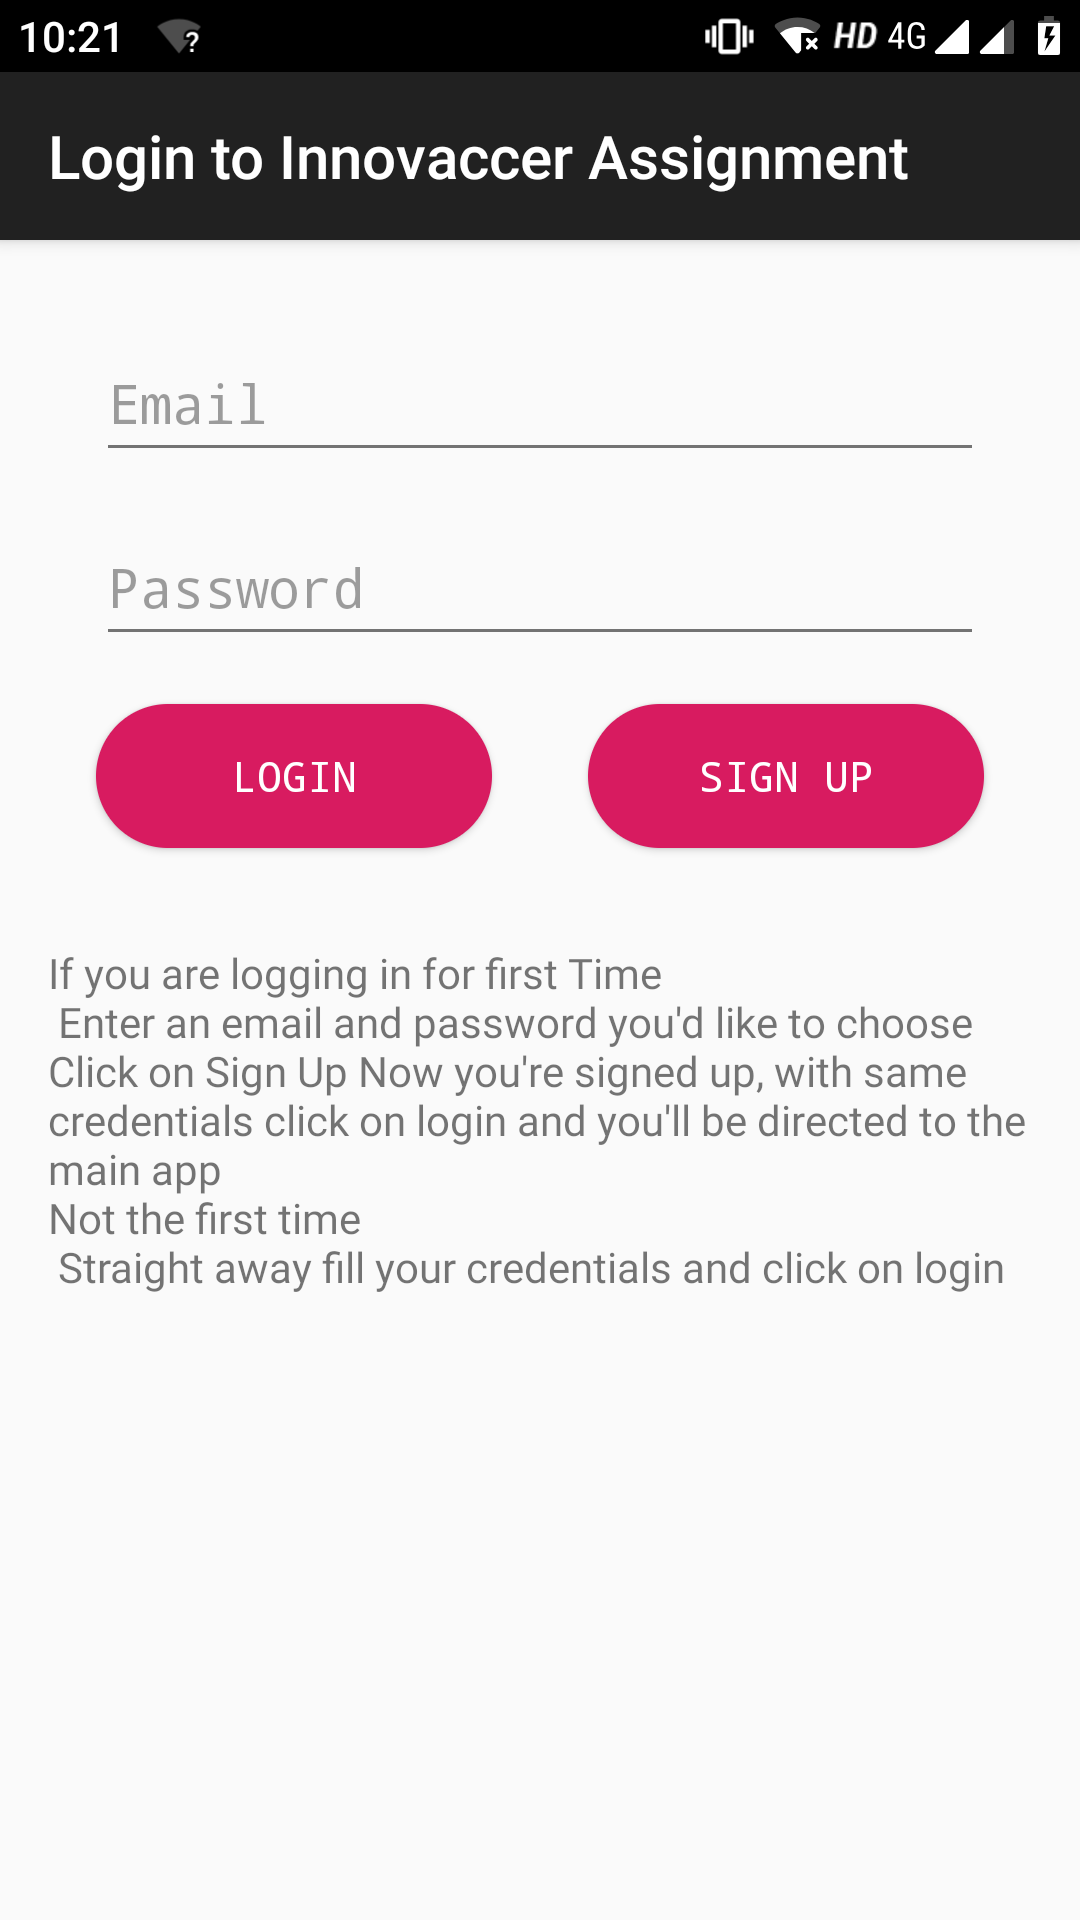 10:21
HD 4G
Login to Innovaccer Assignment
Email
Password
LOGIN
SIGN UP
If you are logging in for first Time
Enter an email and password you'd like to choose
Click on Sign Up Now you're signed up, with same
credentials click on login and you'll be directed to the
main app
Not the first time
Straight away fill your credentials and click on login